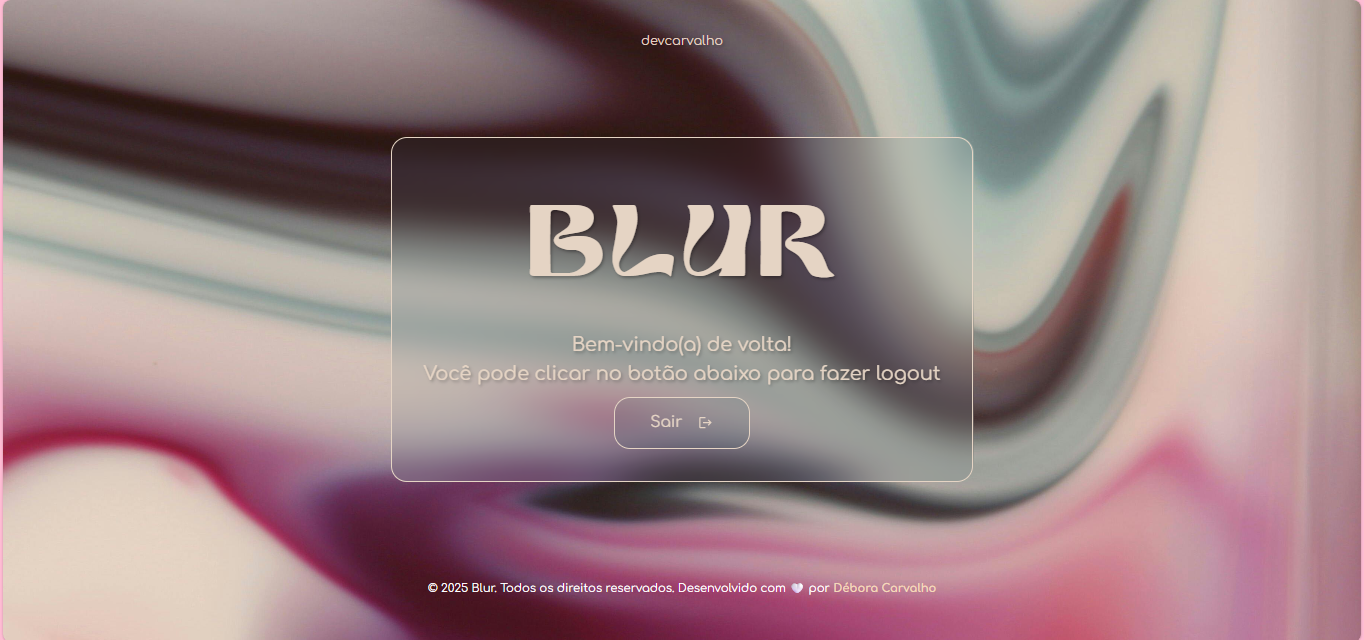 devcarvalho
BLUR
Bem-vindo(a) de volta!
Você pode clicar no botão abaixo para fazer logout
Sair
© 2025 Blur. Todos os direitos reservados. Desenvolvido com 🤍 por Débora Carvalho